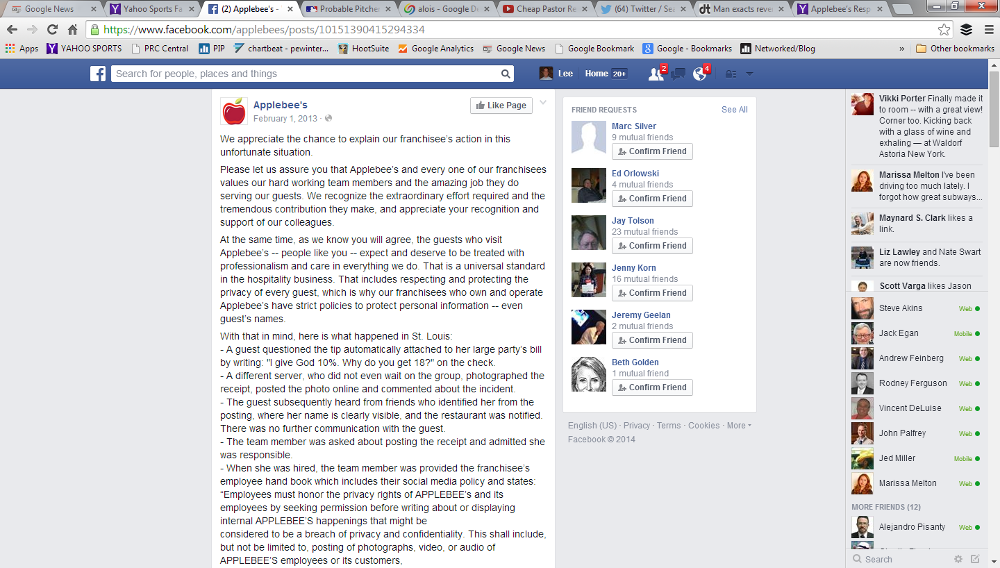 Google News
Yahoo Sports Fa
(2) Applebee's -
Probable Pitche
alois - Google D
Cheap Pastor Re
(64) Twitter / Sea
dt Man exacts reve
Applebee's Resp
https://www.facebook.com/applebees/posts/10151390415294334
Apps YAHOO SPORTS PRC Central PIP chartbeat - pewinter... HootSuite Google Analytics Google News Google Bookmark Google - Bookmarks Networked/Blog » Other bookmarks
Search for people, places and things
Lee Home 20+ 2 4
Applebee's
February 1, 2013 ·
Like Page
We appreciate the chance to explain our franchisee's action in this
unfortunate situation.
Please let us assure you that Applebee's and every one of our franchisees
values our hard working team members and the amazing job they do
serving our guests. We recognize the extraordinary effort required and the
tremendous contribution they make, and appreciate your recognition and
support of our colleagues.
At the same time, as we know you will agree, the guests who visit
Applebee's -- people like you -- expect and deserve to be treated with
professionalism and care in everything we do. That is a universal standard
in the hospitality business. That includes respecting and protecting the
privacy of every guest, which is why our franchisees who own and operate
Applebee's have strict policies to protect personal information -- even
guest's names.
With that in mind, here is what happened in St. Louis:
- A guest questioned the tip automatically attached to her large party's bill
by writing: "I give God 10%. Why do you get 18?" on the check.
- A different server, who did not even wait on the group, photographed the
receipt, posted the photo online and commented about the incident.
- The guest subsequently heard from friends who identified her from the
posting, where her name is clearly visible, and the restaurant was notified.
There was no further communication with the guest.
- The team member was asked about posting the receipt and admitted she
was responsible.
- When she was hired, the team member was provided the franchisee's
employee hand book which includes their social media policy and states:
“Employees must honor the privacy rights of APPLEBEE's and its
employees by seeking permission before writing about or displaying
internal APPLEBEE'S happenings that might be
considered to be a breach of privacy and confidentiality. This shall include,
but not be limited to, posting of photographs, video, or audio of
APPLEBEE'S employees or its customers,
FRIEND REQUESTS See All
Marc Silver
9 mutual friends
Confirm Friend
Ed Orlowski
4 mutual friends
Confirm Friend
Jay Tolson
23 mutual friends
Confirm Friend
Jenny Korn
16 mutual friends
Confirm Friend
Jeremy Geelan
2 mutual friends
Confirm Friend
Beth Golden
1 mutual friend
Confirm Friend
English (US) · Privacy · Terms · Cookies · More
Facebook © 2014
Vikki Porter Finally made it
to room -- with a great view!
Corner too. Kicking back
with a glass of wine and
exhaling — at Waldorf
Astoria New York.
Marissa Melton I've been
driving too much lately. I
forgot how great subways...
Maynard S. Clark likes a
link.
Liz Lawley and Nate Swart
are now friends.
Scott Varga likes Jason
Steve Akins Web
Jack Egan Mobile
Andrew Feinberg Web
Rodney Ferguson Web
Vincent DeLuise Web
John Palfrey Web
Jed Miller Mobile
Marissa Melton Web
MORE FRIENDS (12)
Alejandro Pisanty Web
Search